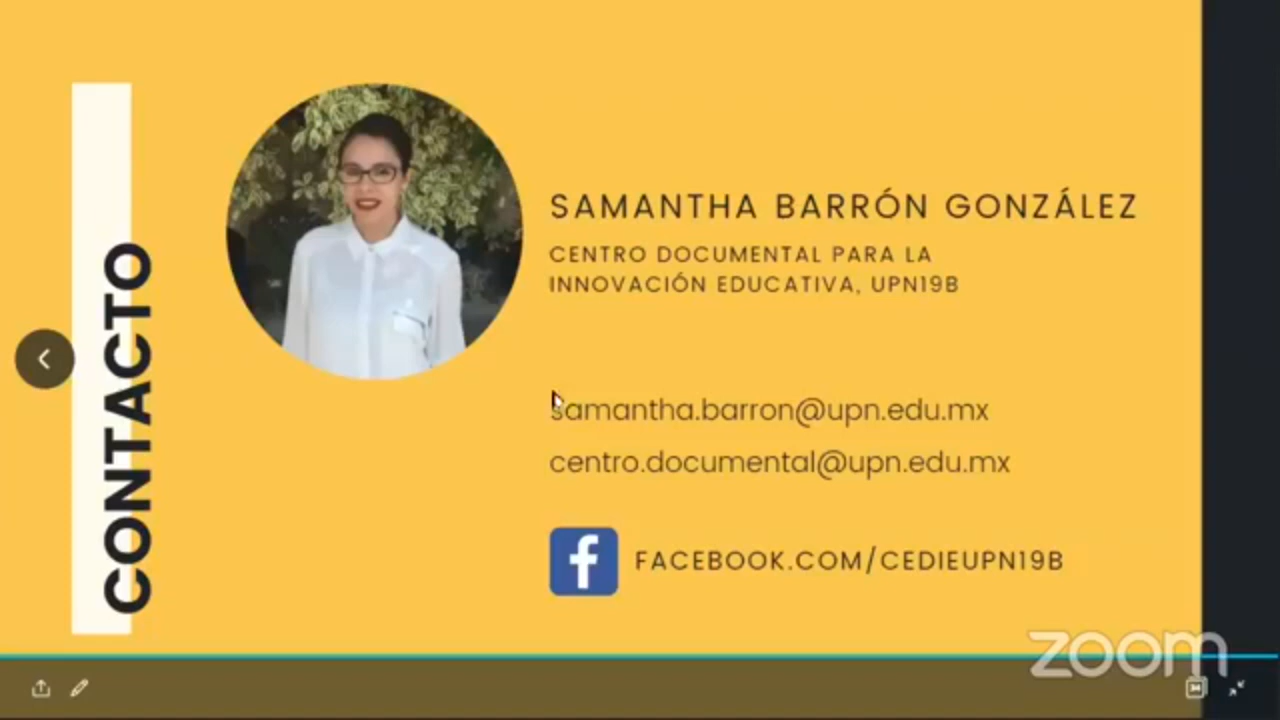 CONTACTO
SAMANTHA BARRÓN GONZÁLEZ
CENTRO DOCUMENTAL PARA LA
INNOVACIÓN EDUCATIVA, UPN19B
samantha.barron@upn.edu.mx
centro.documental@upn.edu.mx
f FACEBOOK.COM/CEDIEUPN19B
zoom